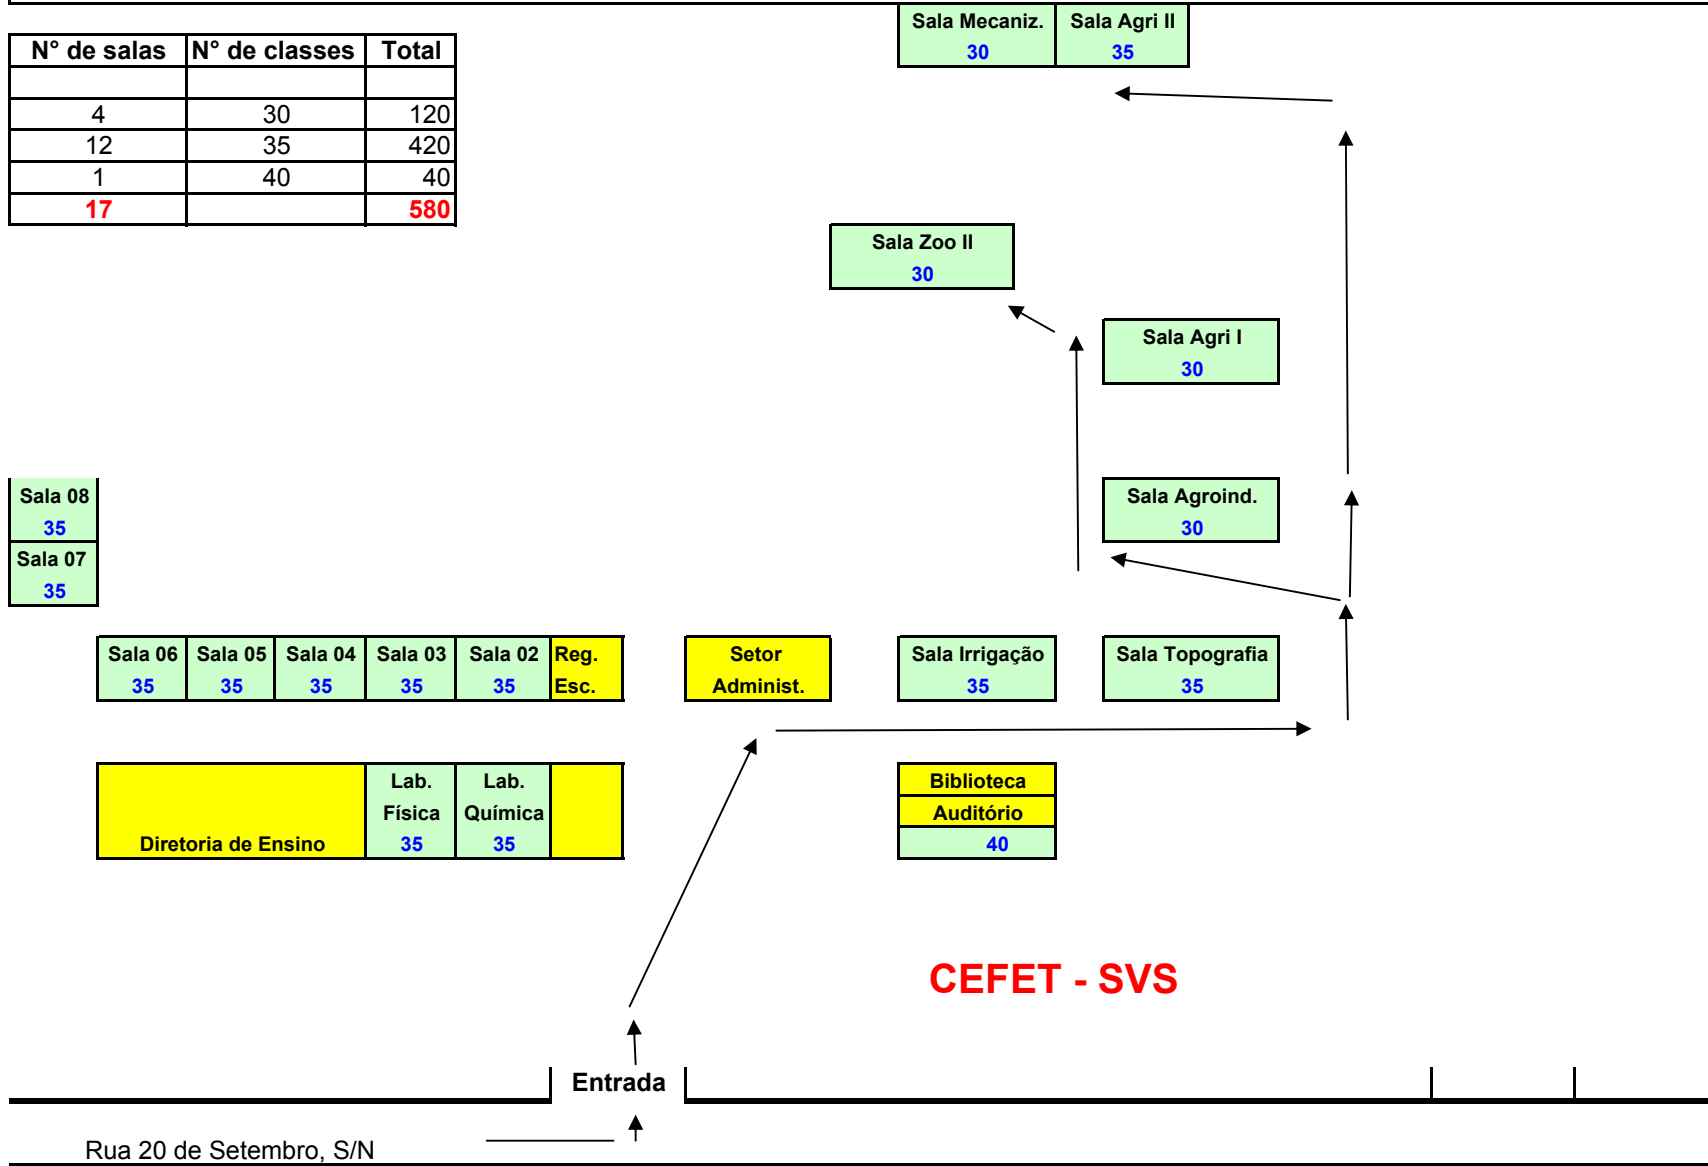 Sala Mecaniz. Sala Agri II
30 35
N° de salas N° de classes Total
4 30 120
12 35 420
1 40 40
17 580
Sala Zoo II
30
Sala Agri I
30
Sala 08
35
Sala 07
35
Sala Agroind.
30
Sala 06 Sala 05 Sala 04 Sala 03 Sala 02 Reg.
35 35 35 35 35 Esc.
Setor
Administ.
Sala Irrigação
35
Sala Topografia
35
Diretoria de Ensino
Lab.
Física
35
Lab.
Química
35
Biblioteca
Auditório
40
CEFET - SVS
Entrada
Rua 20 de Setembro, S/N